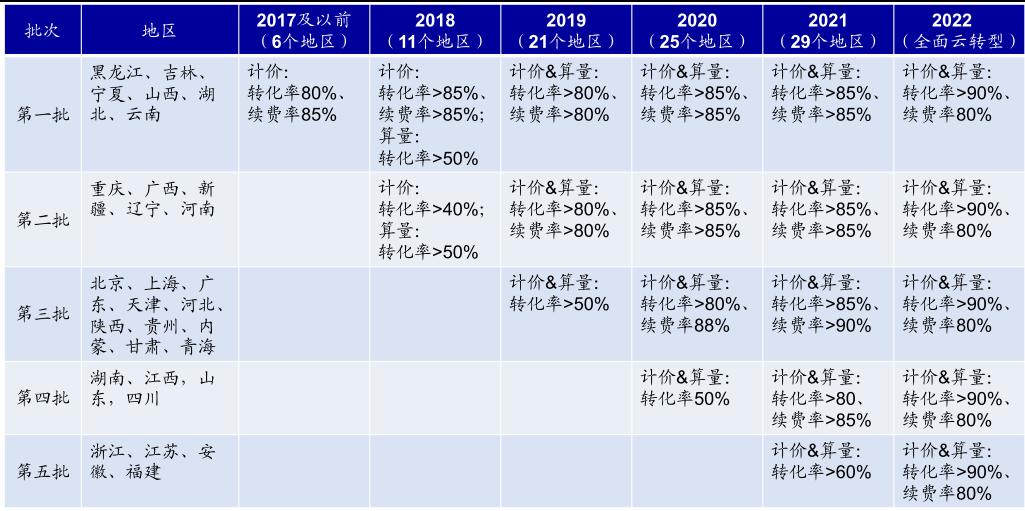 批次
地区
2017及以前
（6个地区）
2018
（11个地区）
2019
（21个地区）
2020
（25个地区）
2021
（29个地区）
2022
（全面云转型）
第一批
黑龙江、吉林、
宁夏、山西、湖
北、云南
计价:
转化率80%、
续费率85%
计价:
转化率>85%、
续费率>85%;
算量:
转化率>50%
计价&算量:
转化率>80%、
续费率>80%
计价&算量:
转化率>85%、
续费率>85%
计价&算量:
转化率>85%、
续费率>85%
计价&算量:
转化率>90%、
续费率80%
第二批
重庆、广西、新
疆、辽宁、河南
计价:
转化率>40%;
算量:
转化率>50%
计价&算量:
转化率>80%、
续费率>80%
计价&算量:
转化率>85%、
续费率>85%
计价&算量:
转化率>85%、
续费率>85%
计价&算量:
转化率>90%、
续费率80%
第三批
北京、上海、广
东、天津、河北、
陕西、贵州、内
蒙、甘肃、青海
计价&算量:
转化率>50%
计价&算量:
转化率>80%、
续费率88%
计价&算量:
转化率>85%、
续费率>90%
计价&算量:
转化率>90%、
续费率80%
第四批
湖南、江西，山
东，四川
计价&算量:
转化率50%
计价&算量:
转化率>80、
续费率>85%
计价&算量:
转化率>90%、
续费率80%
第五批
浙江、江苏、安
徽、福建
计价&算量:
转化率>60%
计价&算量:
转化率>90%、
续费率80%